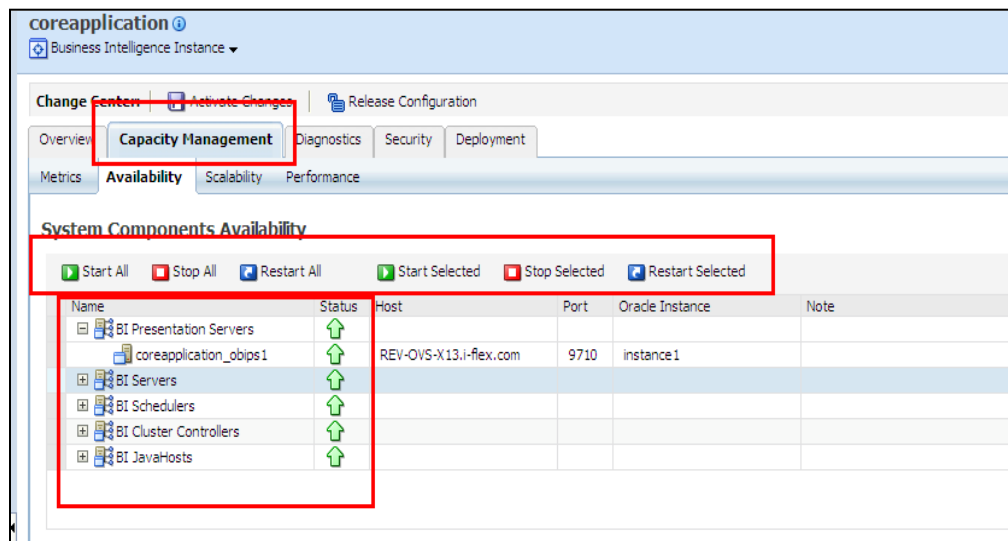 coreapplication
Business Intelligence Instance
Change Center: Activate Changes Release Configuration
Overview Capacity Management Diagnostics Security Deployment
Metrics Availability Scalability Performance
System Components Availability
Start All Stop All Restart All Start Selected Stop Selected Restart Selected
Name Status Host Port Oracle Instance Note
BI Presentation Servers
coreapplication_obips1 REV-OVS-X13.i-flex.com 9710 instance1
BI Servers
BI Schedulers
BI Cluster Controllers
BI JavaHosts